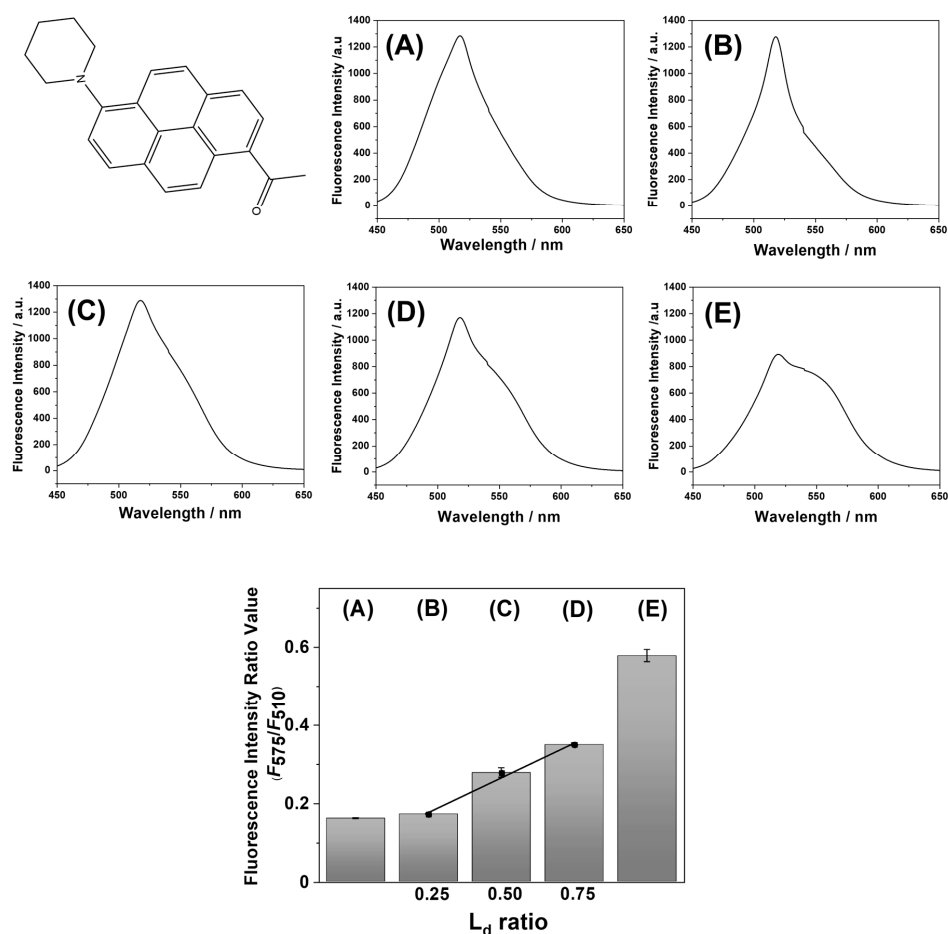 N
O
(A)
Fluorescence Intensity /a.u
1400
1200
1000
800
600
400
200
0
450 500 550 600 650
Wavelength / nm
(B)
Fluorescence Intensity / a.u.
1400
1200
1000
800
600
400
200
0
450 500 550 600 650
Wavelength / nm
(C)
Fluorescence Intensity / a.u.
1400
1200
1000
800
600
400
200
0
450 500 550 600 650
Wavelength / nm
(D)
Fluorescence Intensity / a.u.
1400
1200
1000
800
600
400
200
0
450 500 550 600 650
Wavelength / nm
(E)
Fluorescence Intensity /a.u
1400
1200
1000
800
600
400
200
0
450 500 550 600 650
Wavelength / nm
Fluorescence Intensity Ratio Value
(F575/F510)
(A) (B) (C) (D) (E)
0.6
0.4
0.2
0
0.25 0.50 0.75
Ld ratio